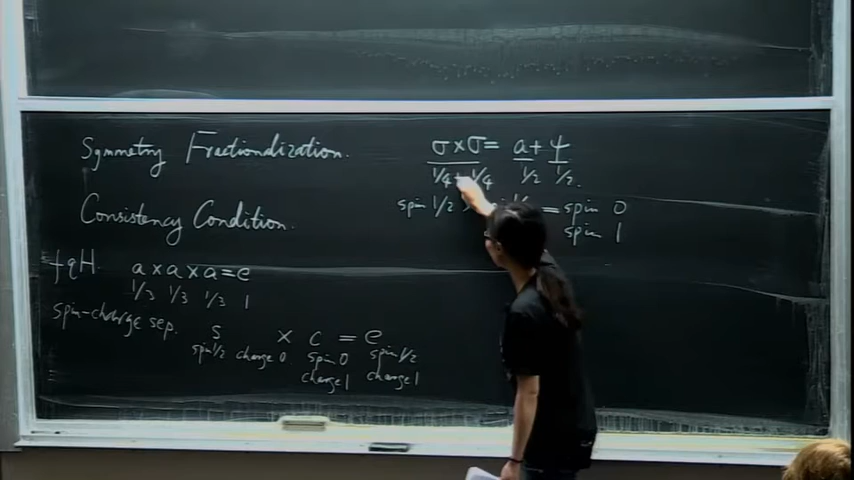 Symmetry Fractionalization.
Consistency Condition.
fqH a×a×a=e
1/3 1/3 1/3 1
spin-charge sep. s × c = e
spin 1/2 charge 0 spin 0 spin 1/2
charge 1 charge 1
σ×σ= a+ψ
1/4+1/4 1/2 1/2.
spin 1/2 = spin 0
spin 1